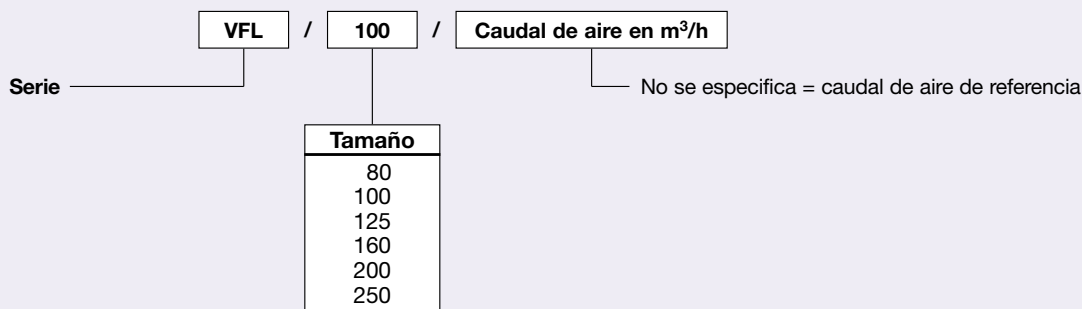 VFL / 100 / Caudal de aire en m³/h
Serie No se especifica = caudal de aire de referencia
Tamaño
80
100
125
160
200
250